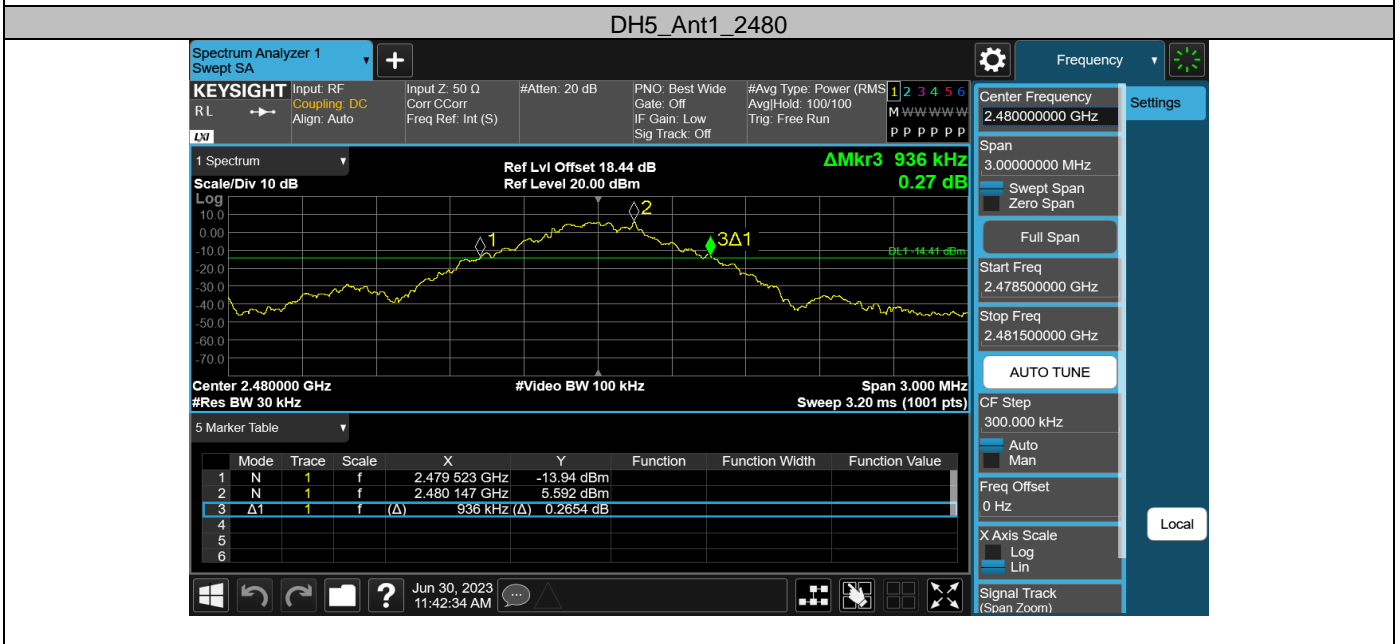 DH5_Ant1_2480
Spectrum Analyzer 1
Swept SA
Frequency
KEYSIGHT
RL
LXI
Input: RF
Coupling: DC
Align: Auto
Input Z: 50 Ω
Corr CCorr
Freq Ref: Int (S)
#Atten: 20 dB
PNO: Best Wide
Gate: Off
IF Gain: Low
Sig Track: Off
#Avg Type: Power (RMS
Avg|Hold: 100/100
Trig: Free Run
1 2 3 4 5 6
M W W W W W
P P P P P P
1 Spectrum
Scale/Div 10 dB
Ref Lvl Offset 18.44 dB
Ref Level 20.00 dBm
ΔMkr3 936 kHz
0.27 dB
Log
10.0
0.00
-10.0
-20.0
-30.0
-40.0
-50.0
-60.0
-70.0
1
2
3Δ1
DL1 -14.41 dBm
Center 2.480000 GHz
#Video BW 100 kHz
Span 3.000 MHz
#Res BW 30 kHz
Sweep 3.20 ms (1001 pts)
5 Marker Table
Mode Trace Scale X Y Function Function Width Function Value
1 N 1 f 2.479 523 GHz -13.94 dBm
2 N 1 f 2.480 147 GHz 5.592 dBm
3 Δ1 1 f (Δ) 936 kHz (Δ) 0.2654 dB
4
5
6
Jun 30, 2023
11:42:34 AM
Center Frequency
2.480000000 GHz
Span
3.00000000 MHz
Swept Span
Zero Span
Full Span
Start Freq
2.478500000 GHz
Stop Freq
2.481500000 GHz
AUTO TUNE
CF Step
300.000 kHz
Auto
Man
Freq Offset
0 Hz
X Axis Scale
Log
Lin
Signal Track
(Span Zoom)
Settings
Local